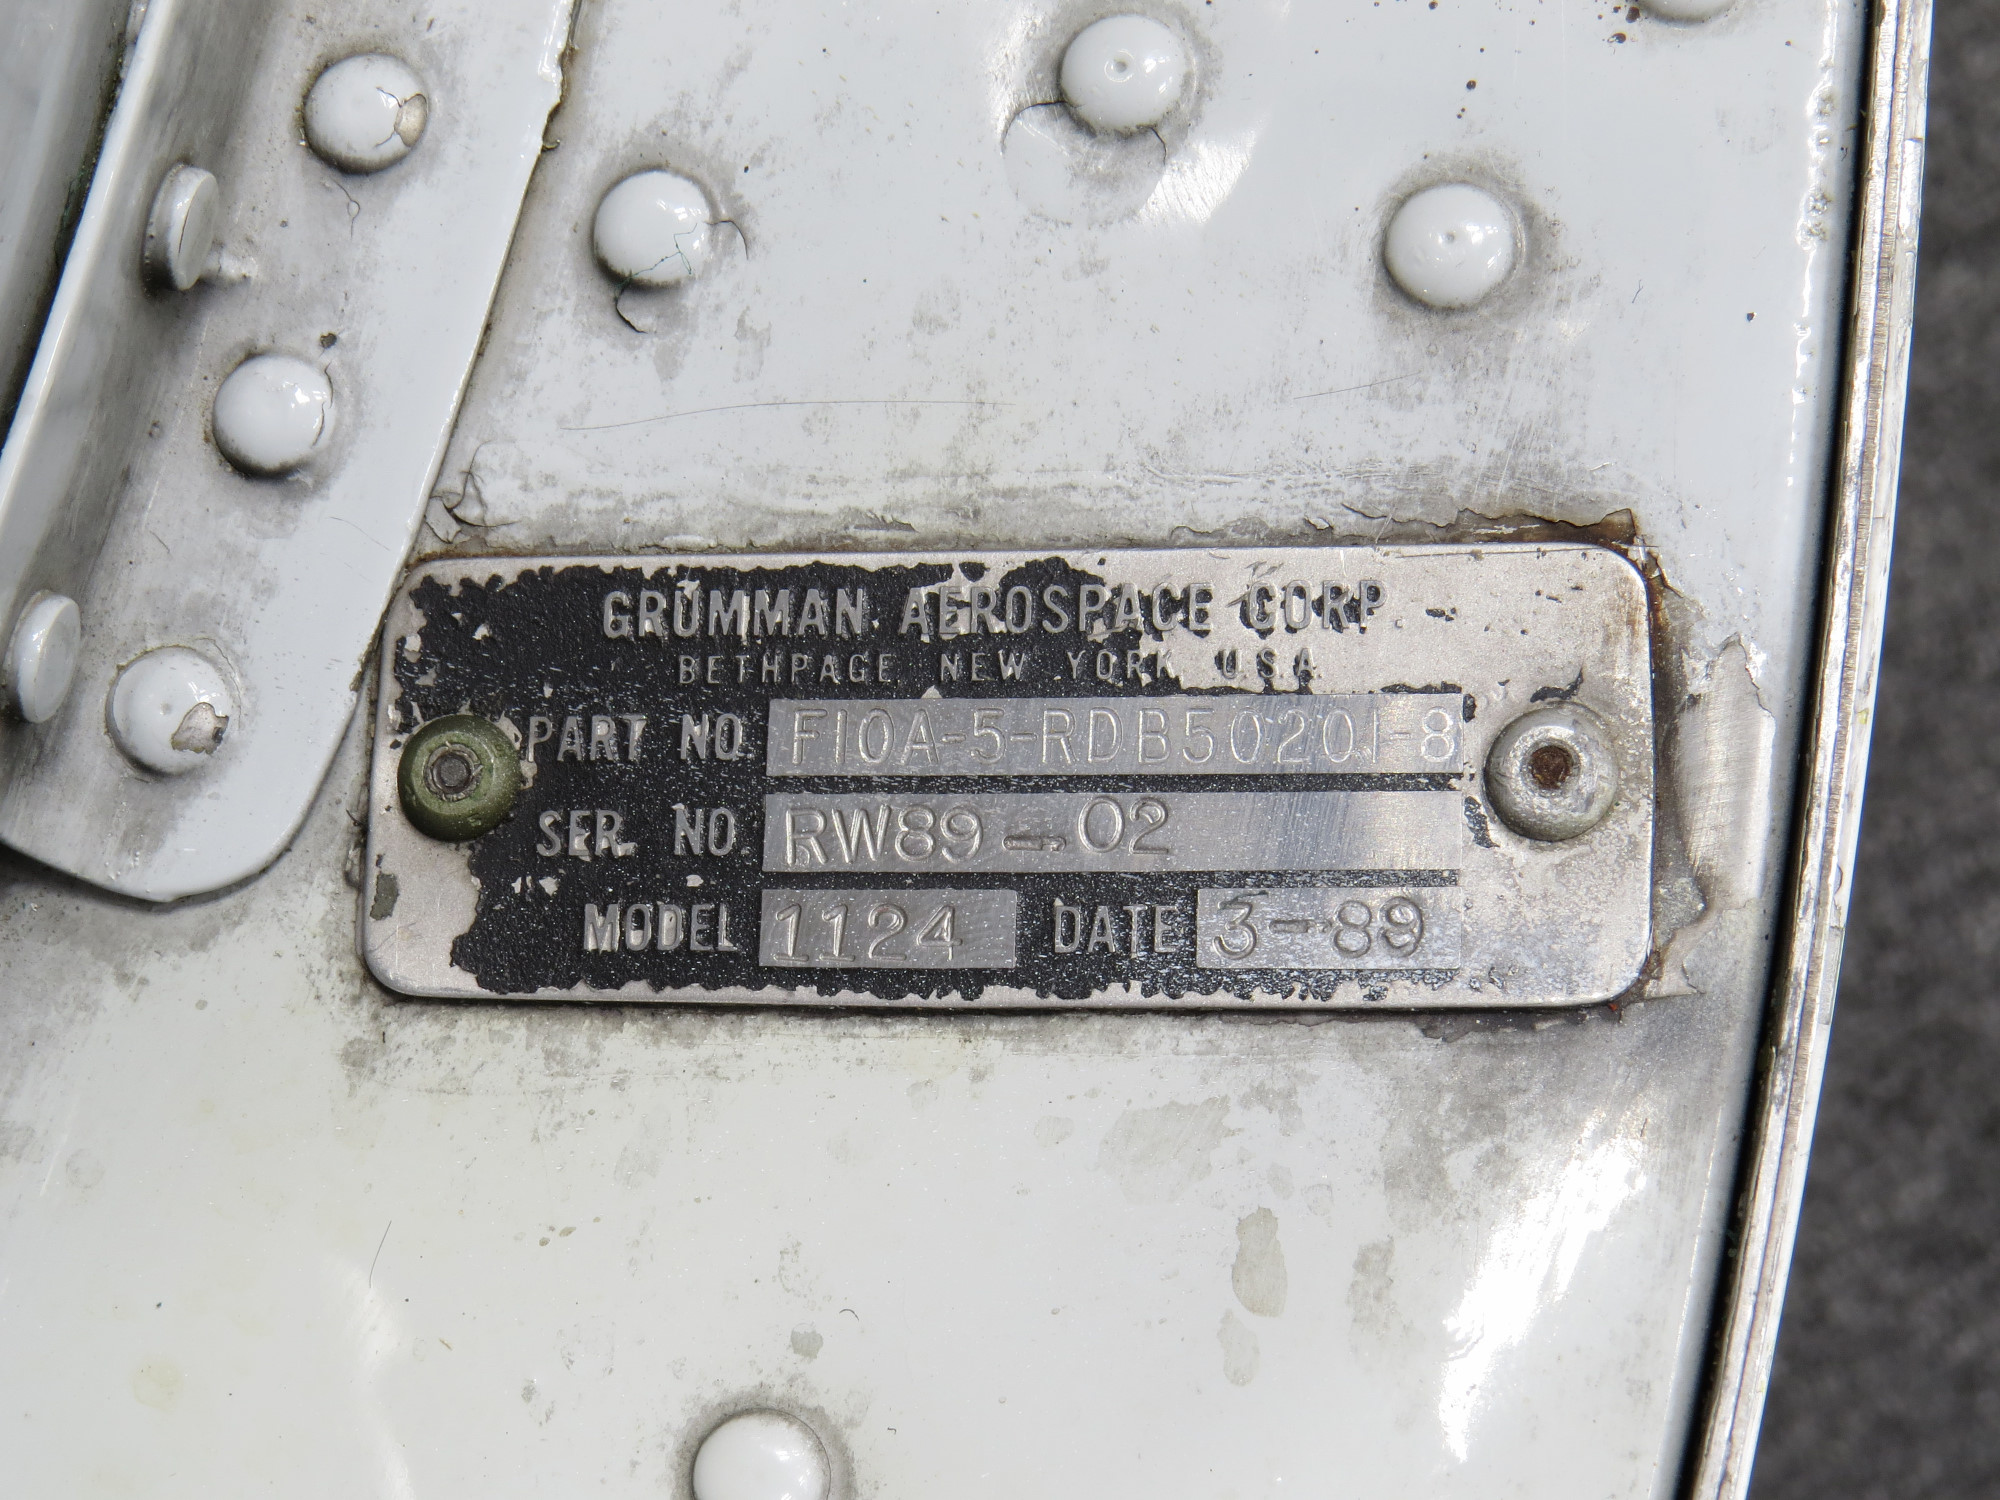 GRUMMAN AEROSPACE CORP.
BETHPAGE, NEW YORK, U.S.A.
PART NO. F10A-5-RDB50201-8
SER. NO. RW89-02
MODEL 1124 DATE 3-89